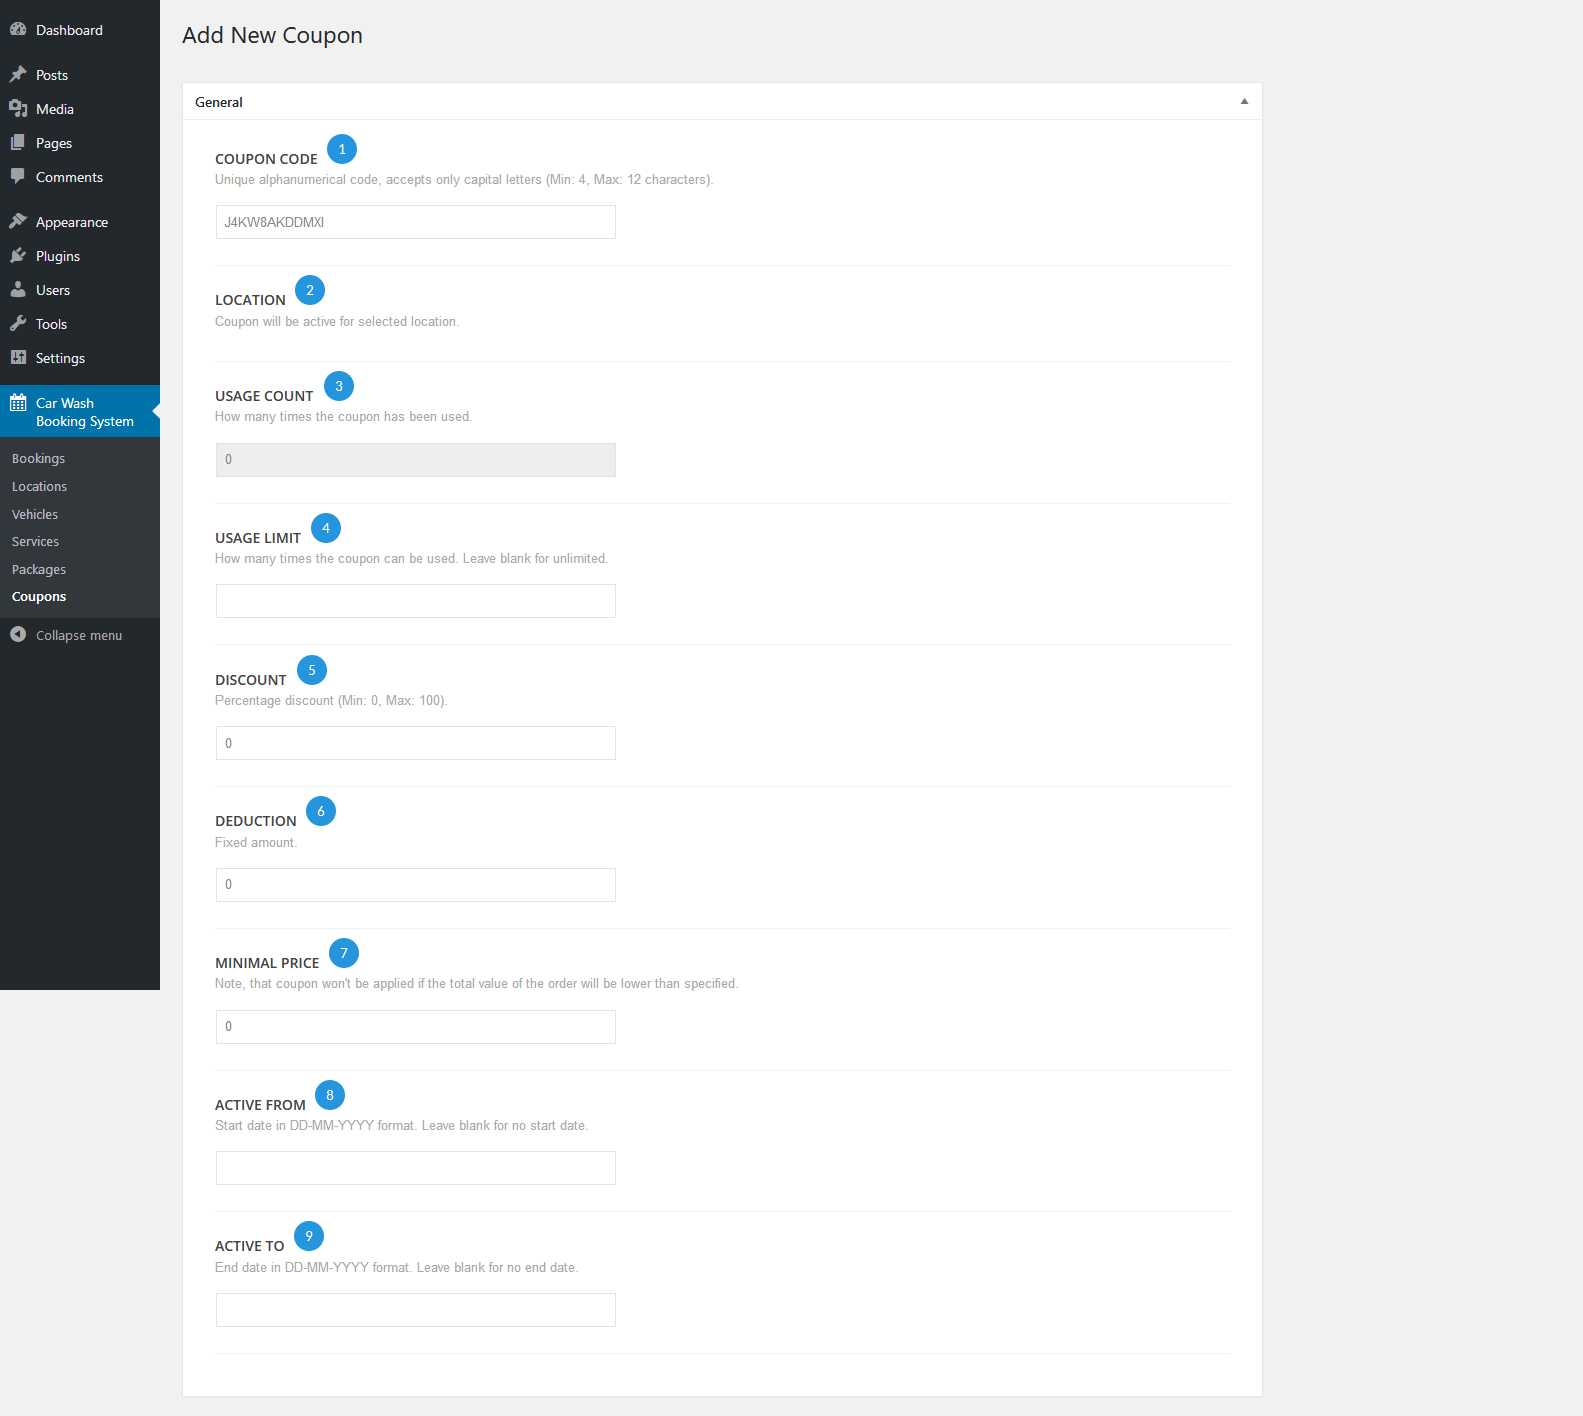 Dashboard
Posts
Media
Pages
Comments
Appearance
Plugins
Users
Tools
Settings
Car Wash
Booking System
Bookings
Locations
Vehicles
Services
Packages
Coupons
Collapse menu
Add New Coupon
General
COUPON CODE 1
Unique alphanumerical code, accepts only capital letters (Min: 4, Max: 12 characters).
J4KW8AKDDMXI
LOCATION 2
Coupon will be active for selected location.
USAGE COUNT 3
How many times the coupon has been used.
0
USAGE LIMIT 4
How many times the coupon can be used. Leave blank for unlimited.
DISCOUNT 5
Percentage discount (Min: 0, Max: 100).
0
DEDUCTION 6
Fixed amount.
0
MINIMAL PRICE 7
Note, that coupon won't be applied if the total value of the order will be lower than specified.
0
ACTIVE FROM 8
Start date in DD-MM-YYYY format. Leave blank for no start date.
ACTIVE TO 9
End date in DD-MM-YYYY format. Leave blank for no end date.